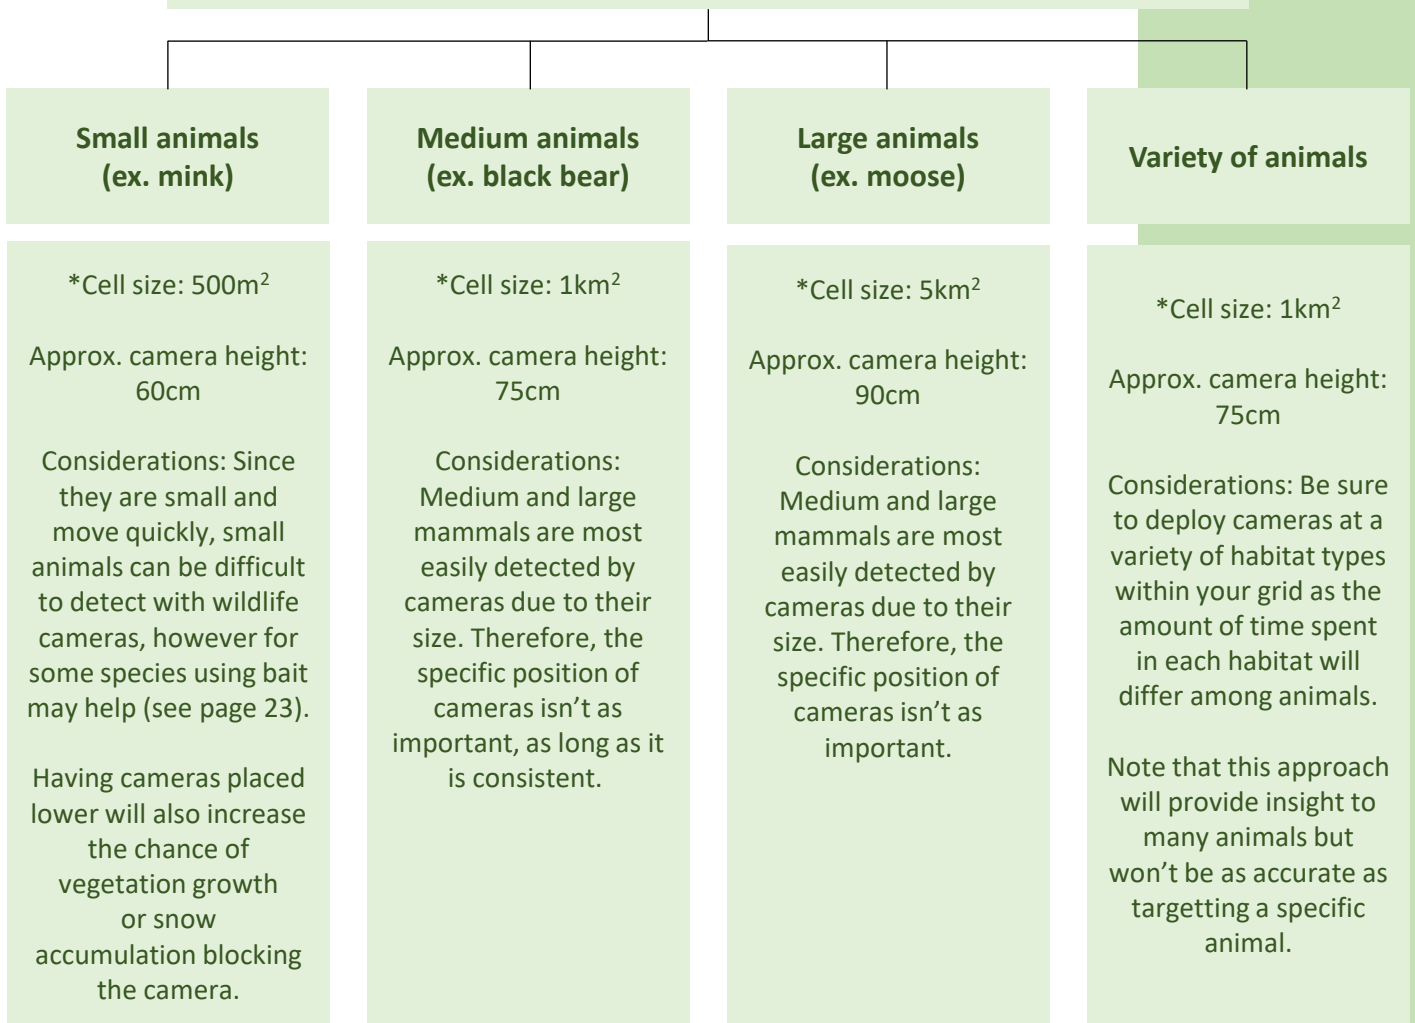 Small animals
(ex. mink)
*Cell size: 500m²
Approx. camera height:
60cm
Considerations: Since
they are small and
move quickly, small
animals can be difficult
to detect with wildlife
cameras, however for
some species using bait
may help (see page 23).
Having cameras placed
lower will also increase
the chance of
vegetation growth
or snow
accumulation blocking
the camera.
Medium animals
(ex. black bear)
*Cell size: 1km²
Approx. camera height:
75cm
Considerations:
Medium and large
mammals are most
easily detected by
cameras due to their
size. Therefore, the
specific position of
cameras isn’t as
important, as long as it
is consistent.
Large animals
(ex. moose)
*Cell size: 5km²
Approx. camera height:
90cm
Considerations:
Medium and large
mammals are most
easily detected by
cameras due to their
size. Therefore, the
specific position of
cameras isn’t as
important.
Variety of animals
*Cell size: 1km²
Approx. camera height:
75cm
Considerations: Be sure
to deploy cameras at a
variety of habitat types
within your grid as the
amount of time spent
in each habitat will
differ among animals.
Note that this approach
will provide insight to
many animals but
won’t be as accurate as
targetting a specific
animal.